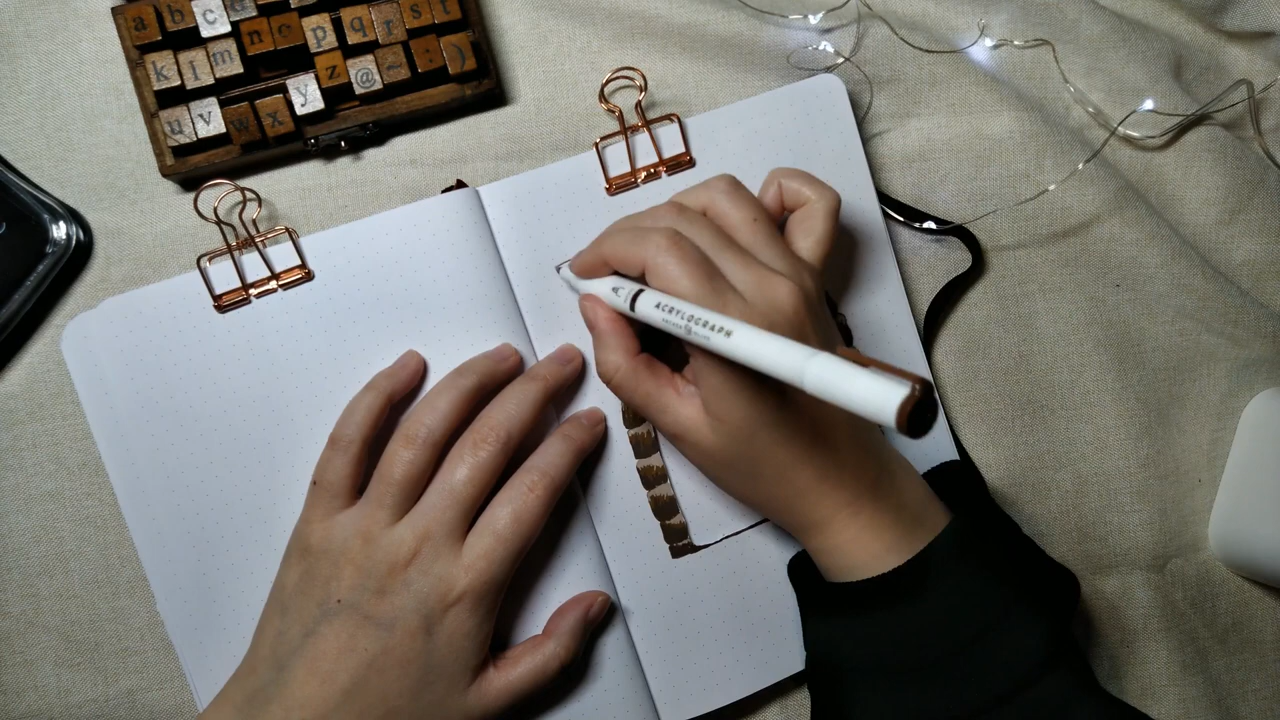 a b c d
n o p q r s t
k l m z @ ~ : )
u v w x y
ACRYLOGRAPH